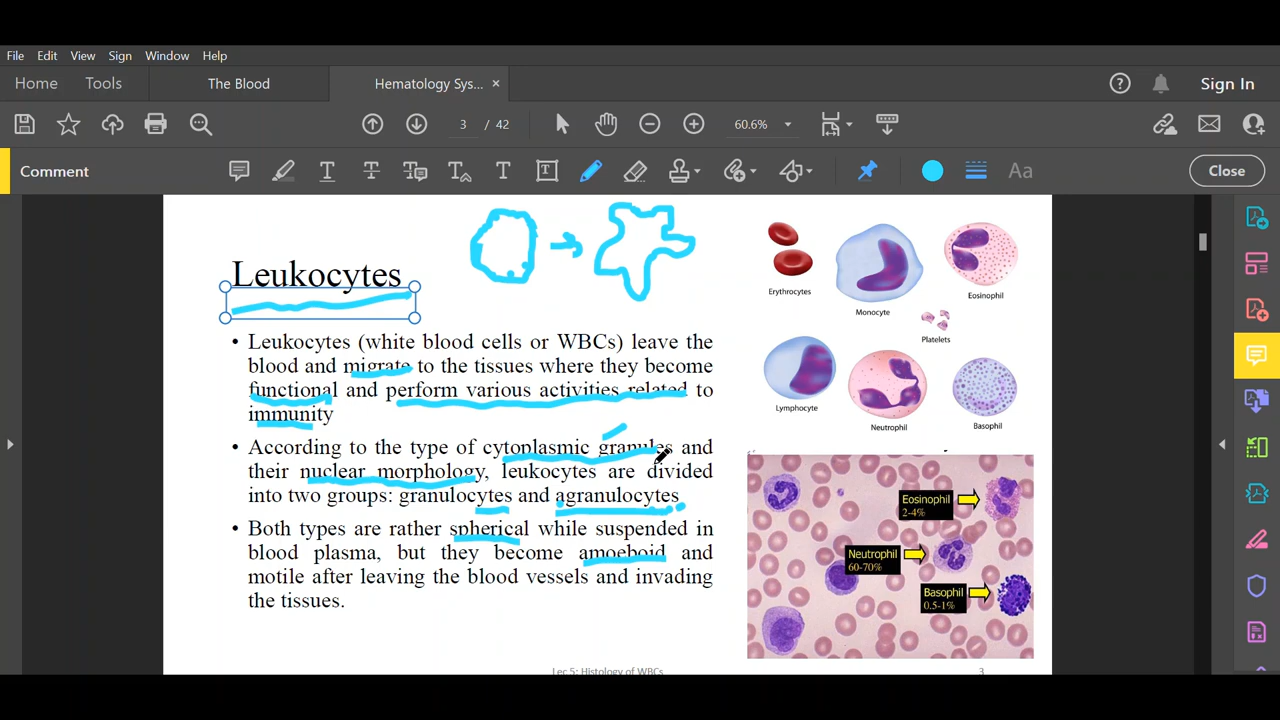 File Edit View Sign Window Help
Home Tools The Blood Hematology Sys... × Sign In
3 / 42 60.6%
Comment Aa Close
Leukocytes
• Leukocytes (white blood cells or WBCs) leave the
blood and migrate to the tissues where they become
functional and perform various activities related to
immunity
• According to the type of cytoplasmic granules and
their nuclear morphology, leukocytes are divided
into two groups: granulocytes and agranulocytes.
• Both types are rather spherical while suspended in
blood plasma, but they become amoeboid and
motile after leaving the blood vessels and invading
the tissues.
Erythrocytes
Monocyte
Eosinophil
Platelets
Lymphocyte
Neutrophil
Basophil
Eosinophil
2-4%
Neutrophil
60-70%
Basophil
0.5-1%
Lec 5: Histology of WBCs 3